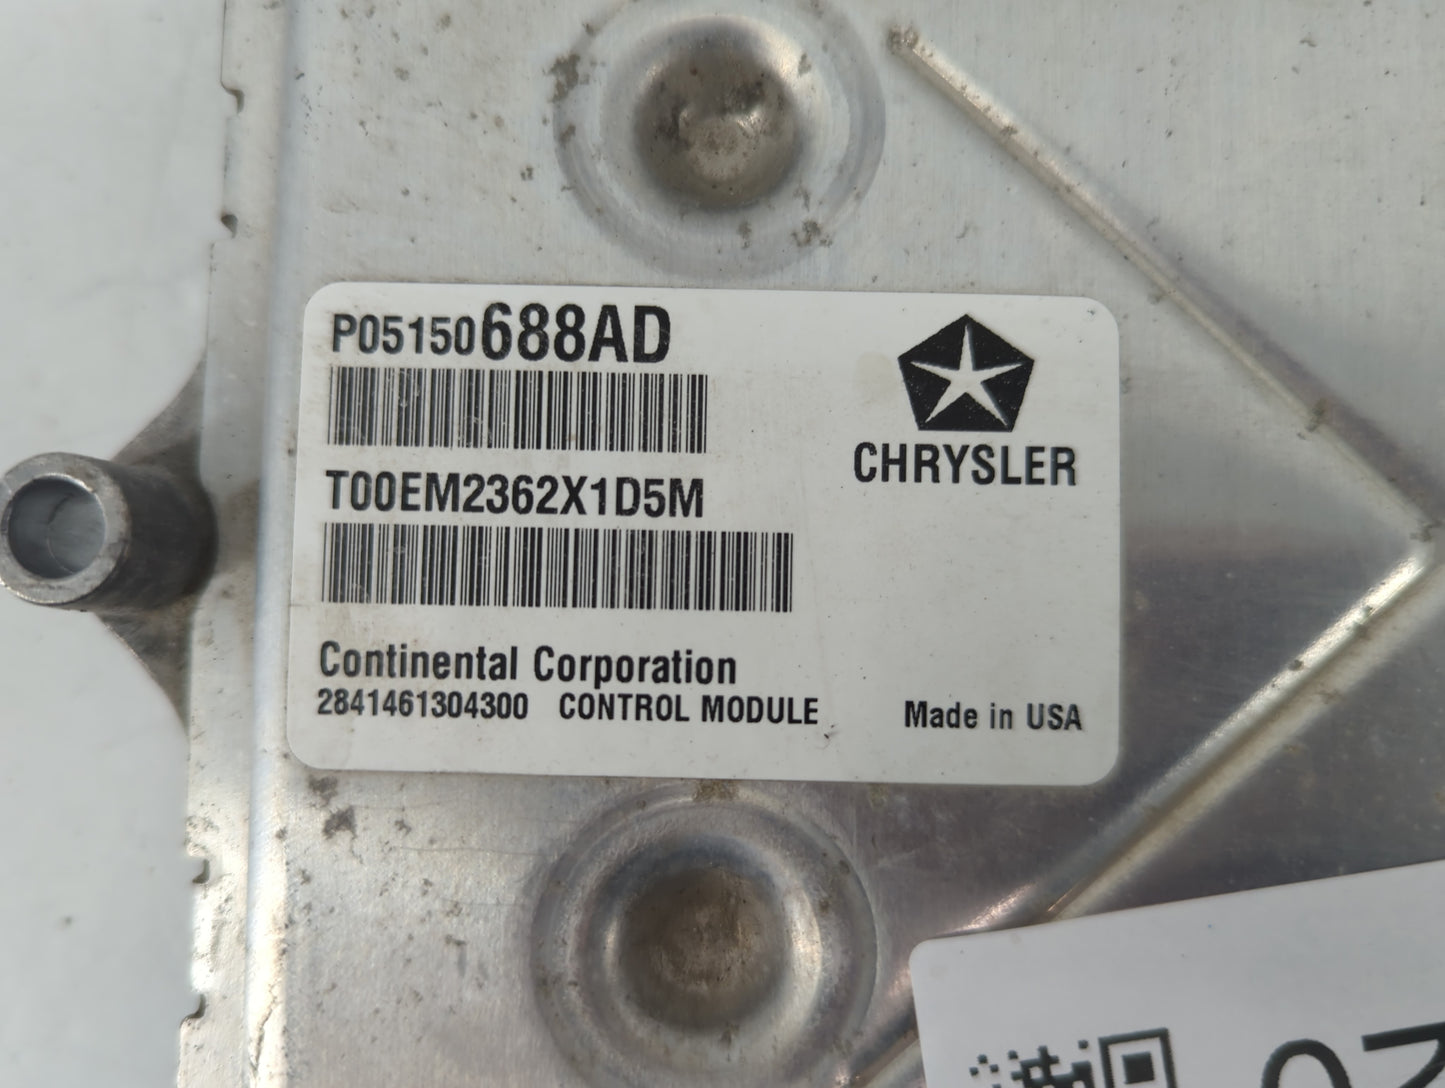 P05150688AD
CHRYSLER
T00EM2362X1D5M
Continental Corporation
2841461304300 CONTROL MODULE Made in USA